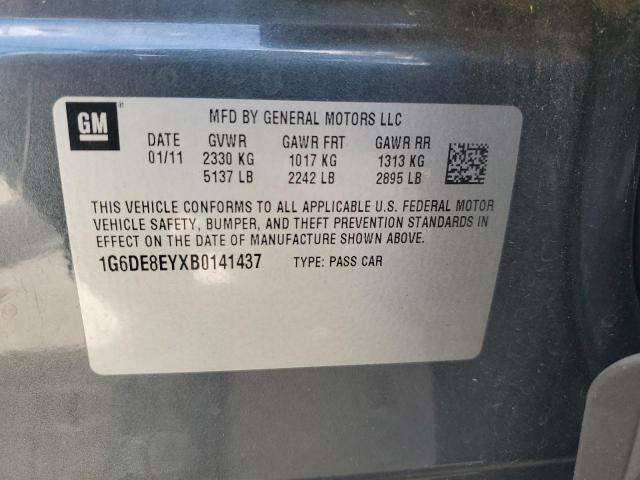 GM
MFD BY GENERAL MOTORS LLC
DATE GVWR GAWR FRT GAWR RR
01/11 2330 KG 1017 KG 1313 KG
5137 LB 2242 LB 2895 LB
THIS VEHICLE CONFORMS TO ALL APPLICABLE U.S. FEDERAL MOTOR
VEHICLE SAFETY, BUMPER, AND THEFT PREVENTION STANDARDS IN
EFFECT ON THE DATE OF MANUFACTURE SHOWN ABOVE.
1G6DE8EYXB0141437 TYPE: PASS CAR